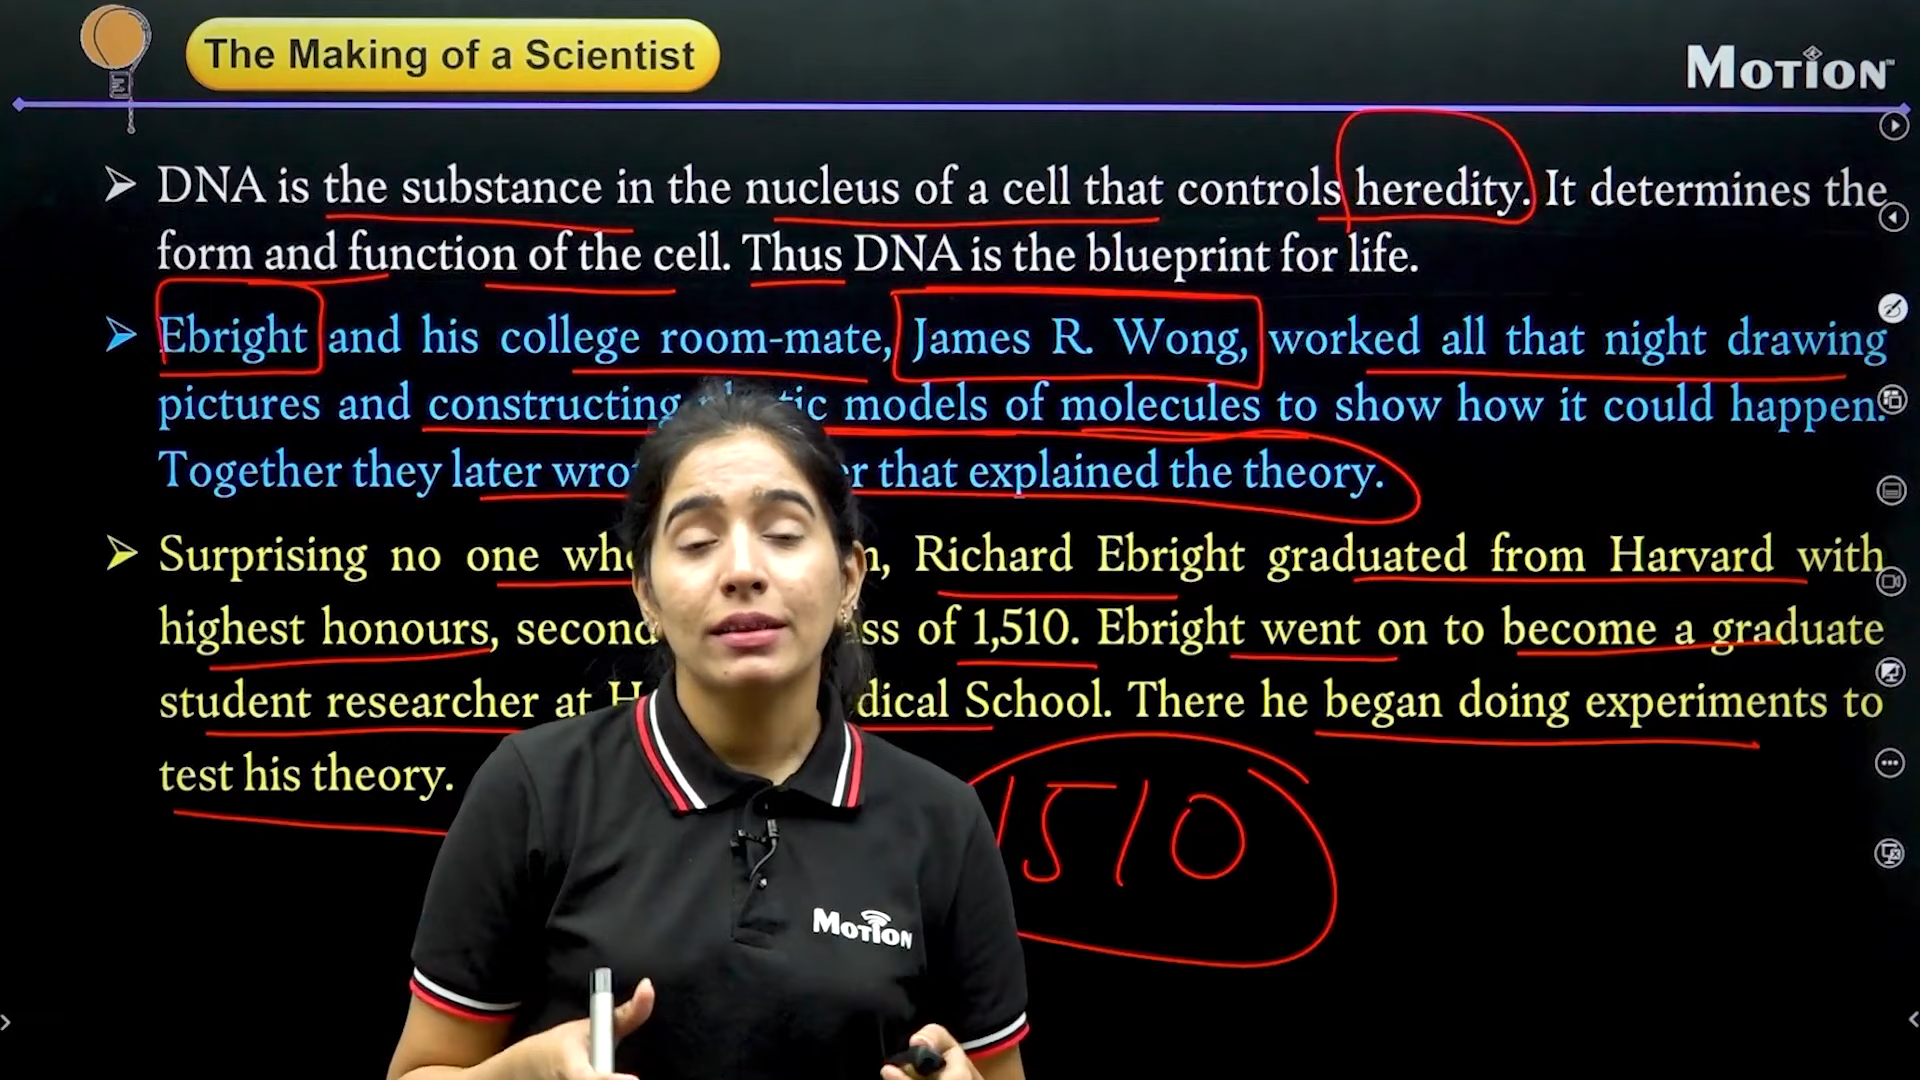 The Making of a Scientist
MOTION
DNA is the substance in the nucleus of a cell that controls heredity. It determines the
form and function of the cell. Thus DNA is the blueprint for life.
Ebright and his college room-mate, James R. Wong, worked all that night drawing
pictures and constructing models of molecules to show how it could happen.
Together they later that explained the theory.
Surprising no one Richard Ebright graduated from Harvard with
highest honours, second of 1,510. Ebright went on to become a graduate
student researcher at School. There he began doing experiments to
test his theory.
1510
MOTION